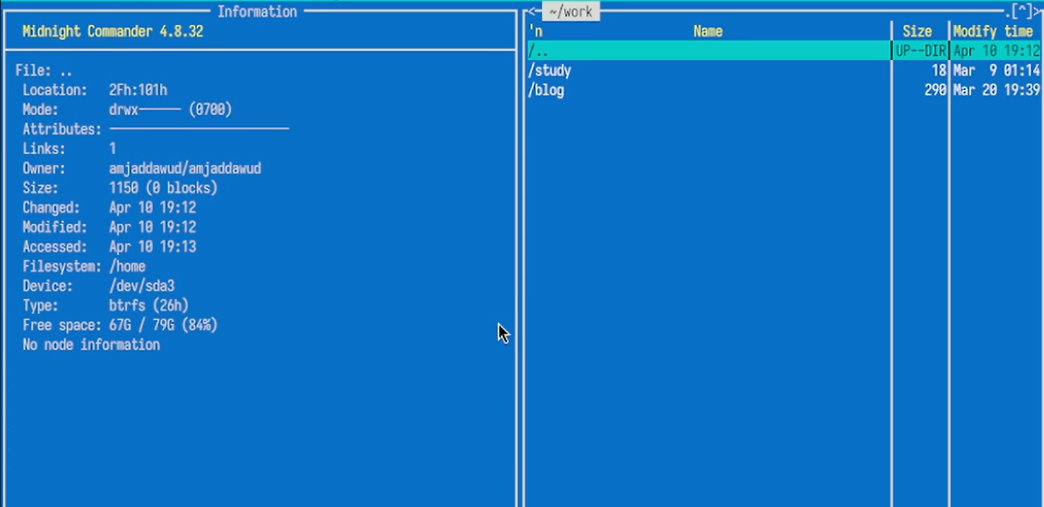 Information
Midnight Commander 4.8.32
File: ..
Location: 2Fh:101h
Mode: drwx—— (0700)
Attributes: ————————
Links: 1
Owner: amjaddawud/amjaddawud
Size: 1150 (0 blocks)
Changed: Apr 10 19:12
Modified: Apr 10 19:12
Accessed: Apr 10 19:13
Filesystem: /home
Device: /dev/sda3
Type: btrfs (26h)
Free space: 67G / 79G (84%)
No node information
<─ ~/work .[^]>
'n Name Size Modify time
/.. UP--DIR Apr 10 19:12
/study 18 Mar 9 01:14
/blog 290 Mar 20 19:39